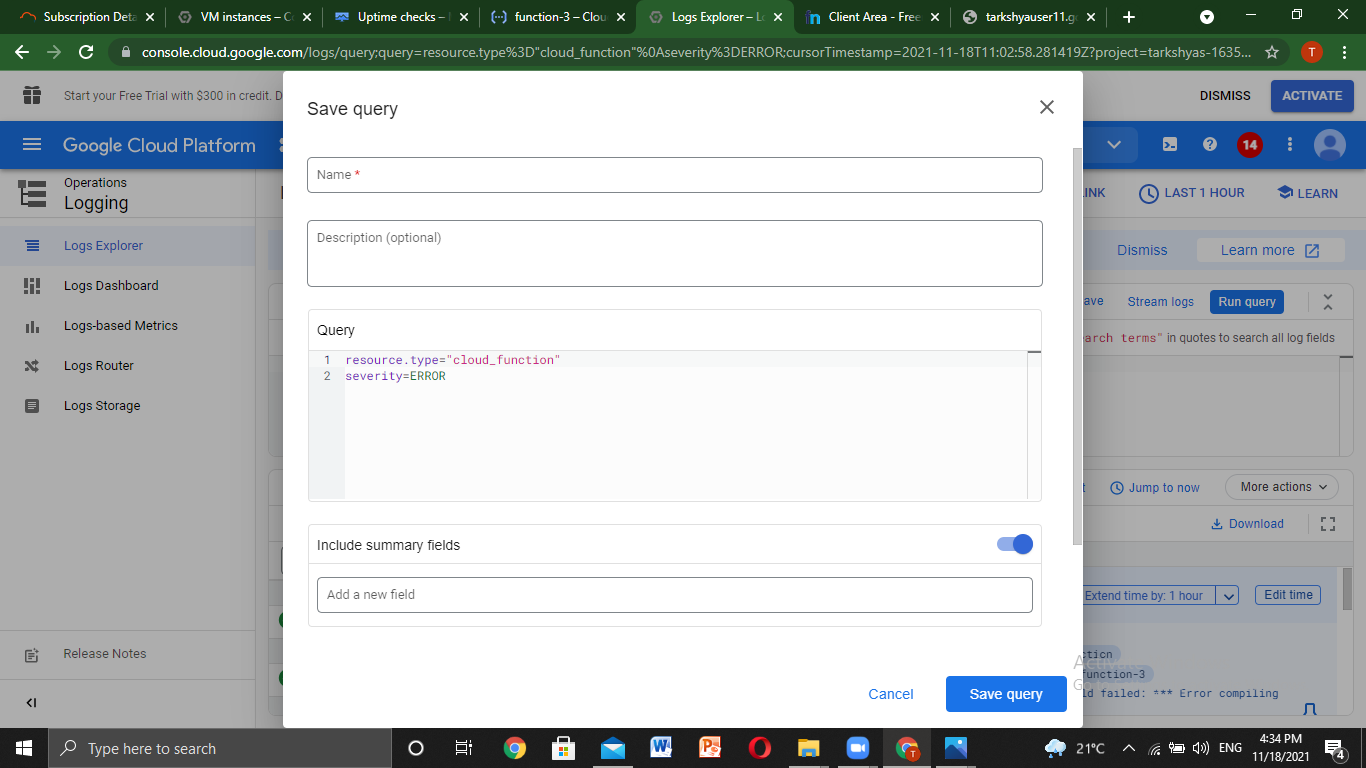 Subscription Deta
VM instances – C
Uptime checks –
function-3 – Clou
Logs Explorer – L
Client Area - Free
tarkshyauser11.g
console.cloud.google.com/logs/query;query=resource.type%3D"cloud_function"%0Aseverity%3DERROR;cursorTimestamp=2021-11-18T11:02:58.281419Z?project=tarkshyas-1635...
T
Start your Free Trial with $300 in credit. D
DISMISS
ACTIVATE
Google Cloud Platform
14
Operations
Logging
INK
LAST 1 HOUR
LEARN
Logs Explorer
Logs Dashboard
Logs-based Metrics
Logs Router
Logs Storage
Release Notes
Dismiss
Learn more
ave
Stream logs
Run query
earch terms" in quotes to search all log fields
Jump to now
More actions
Download
Extend time by: 1 hour
Edit time
function-3
ld failed: *** Error compiling
Save query
Name *
Description (optional)
Query
1 resource.type="cloud_function"
2 severity=ERROR
Include summary fields
Add a new field
Cancel
Save query
Type here to search
T
21°C
ENG
4:34 PM
11/18/2021
4